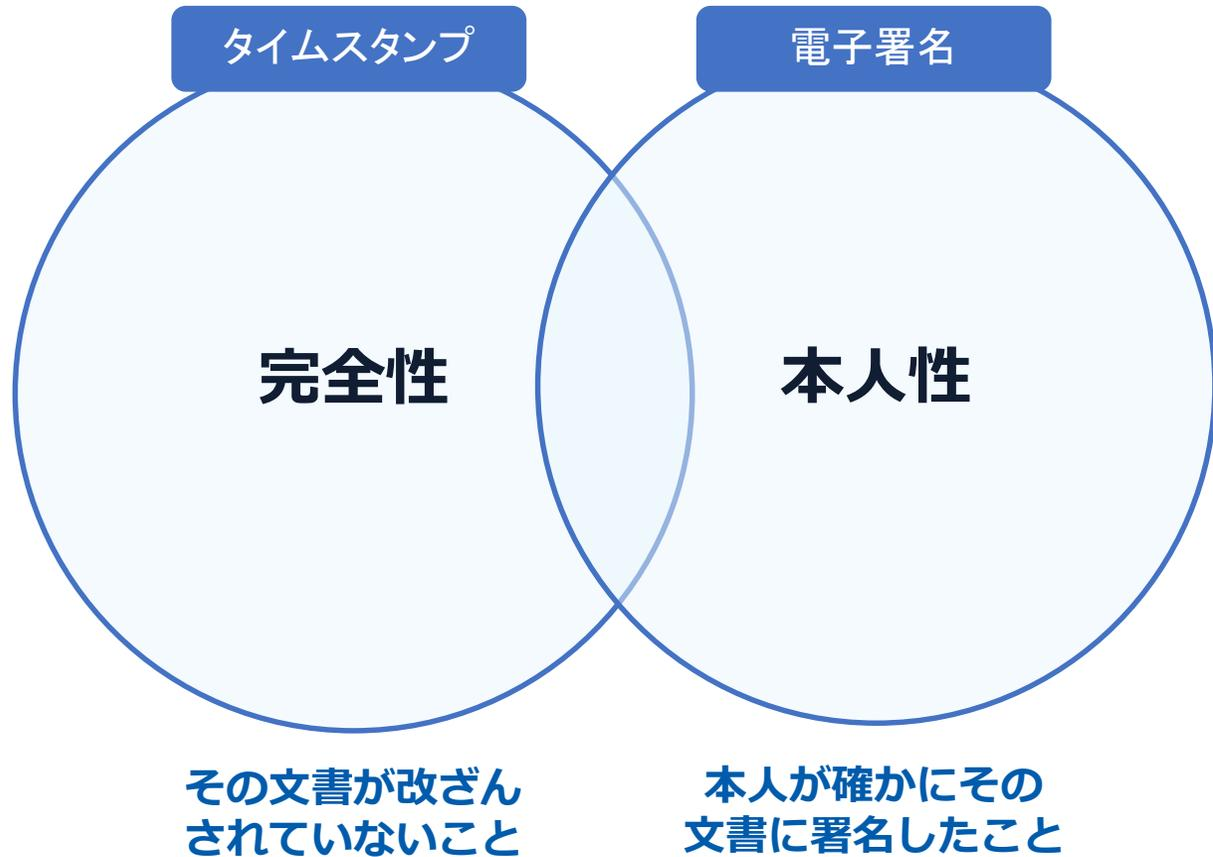 タイムスタンプ
電子署名
完全性
本人性
その文書が改ざん
されていないこと
本人が確かにその
文書に署名したこと